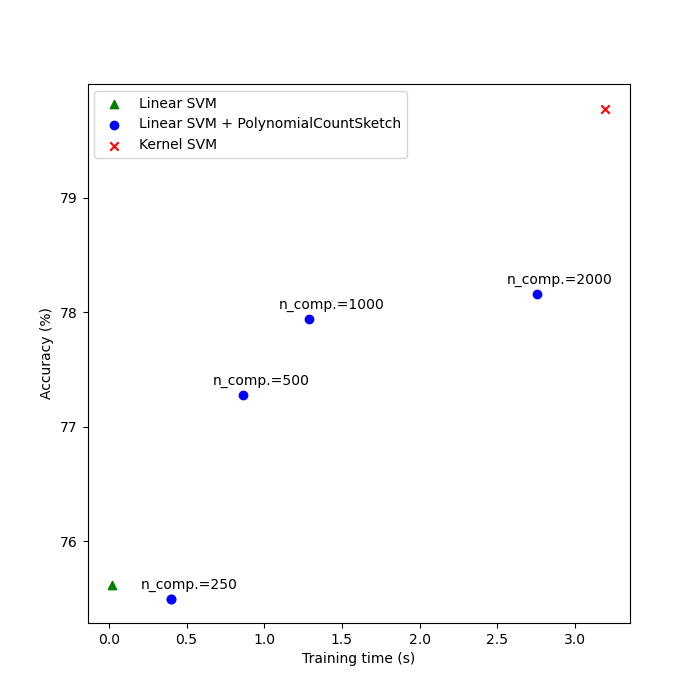 Linear SVM
Linear SVM + PolynomialCountSketch
Kernel SVM
79
78
77
76
Accuracy (%)
n_comp.=2000
n_comp.=1000
n_comp.=500
n_comp.=250
0.0 0.5 1.0 1.5 2.0 2.5 3.0
Training time (s)